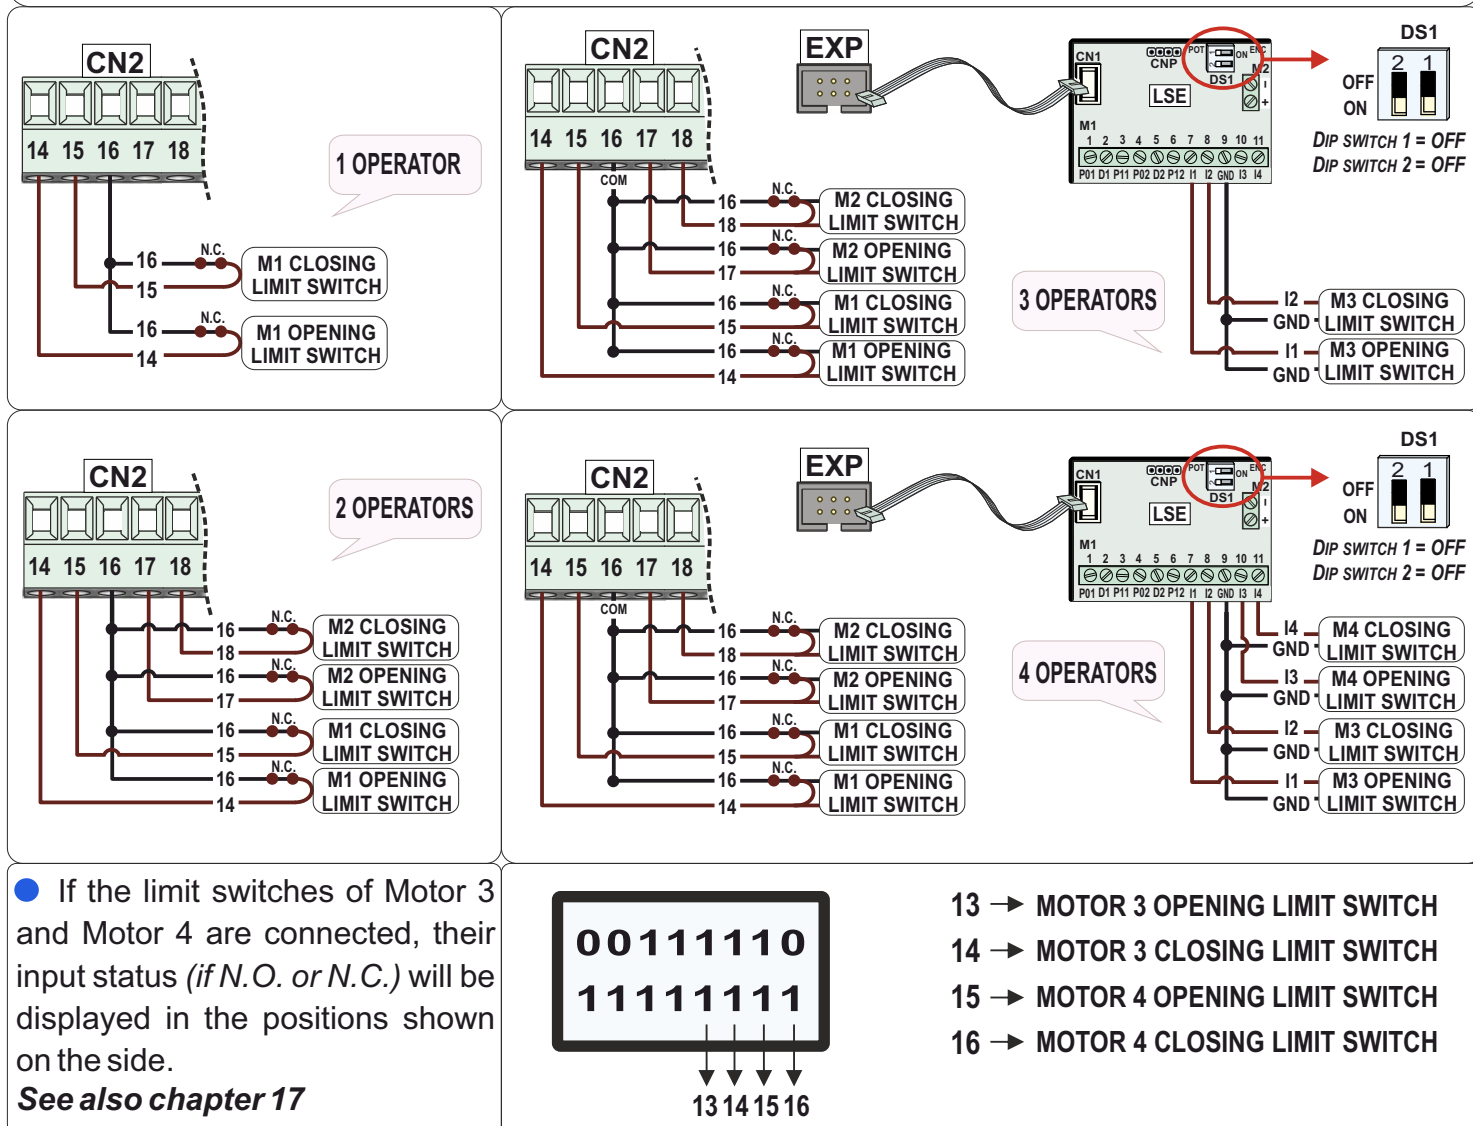 CN2
14 15 16 17 18
1 OPERATOR
16
N.C.
15
M1 CLOSING
LIMIT SWITCH
16
N.C.
14
M1 OPENING
LIMIT SWITCH
CN2
14 15 16 17 18
COM
16
N.C.
18
M2 CLOSING
LIMIT SWITCH
16
N.C.
17
M2 OPENING
LIMIT SWITCH
16
N.C.
15
M1 CLOSING
LIMIT SWITCH
16
N.C.
14
M1 OPENING
LIMIT SWITCH
EXP
CN1
CNP
POT
1
2
ON
ENC
DS1
M2
-
+
LSE
M1
1 2 3 4 5 6 7 8 9 10 11
P01 D1 P11 P02 D2 P12 I1 I2 GND I3 I4
DS1
2 1
OFF
ON
DIP SWITCH 1 = OFF
DIP SWITCH 2 = OFF
3 OPERATORS
I2
GND
M3 CLOSING
LIMIT SWITCH
I1
GND
M3 OPENING
LIMIT SWITCH
CN2
14 15 16 17 18
2 OPERATORS
16
N.C.
18
M2 CLOSING
LIMIT SWITCH
16
N.C.
17
M2 OPENING
LIMIT SWITCH
16
N.C.
15
M1 CLOSING
LIMIT SWITCH
16
N.C.
14
M1 OPENING
LIMIT SWITCH
CN2
14 15 16 17 18
COM
16
N.C.
18
M2 CLOSING
LIMIT SWITCH
16
N.C.
17
M2 OPENING
LIMIT SWITCH
16
N.C.
15
M1 CLOSING
LIMIT SWITCH
16
N.C.
14
M1 OPENING
LIMIT SWITCH
EXP
CN1
CNP
POT
1
2
ON
ENC
DS1
M2
-
+
LSE
M1
1 2 3 4 5 6 7 8 9 10 11
P01 D1 P11 P02 D2 P12 I1 I2 GND I3 I4
DS1
2 1
OFF
ON
DIP SWITCH 1 = OFF
DIP SWITCH 2 = OFF
4 OPERATORS
I4
GND
M4 CLOSING
LIMIT SWITCH
I3
GND
M4 OPENING
LIMIT SWITCH
I2
GND
M3 CLOSING
LIMIT SWITCH
I1
GND
M3 OPENING
LIMIT SWITCH
● If the limit switches of Motor 3
and Motor 4 are connected, their
input status (if N.O. or N.C.) will be
displayed in the positions shown
on the side.
See also chapter 17
00111110
11111111
13 14 15 16
13 → MOTOR 3 OPENING LIMIT SWITCH
14 → MOTOR 3 CLOSING LIMIT SWITCH
15 → MOTOR 4 OPENING LIMIT SWITCH
16 → MOTOR 4 CLOSING LIMIT SWITCH